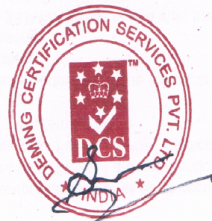 DEMING CERTIFICATION SERVICES PVT. LTD.
TM
DCS
INDIA